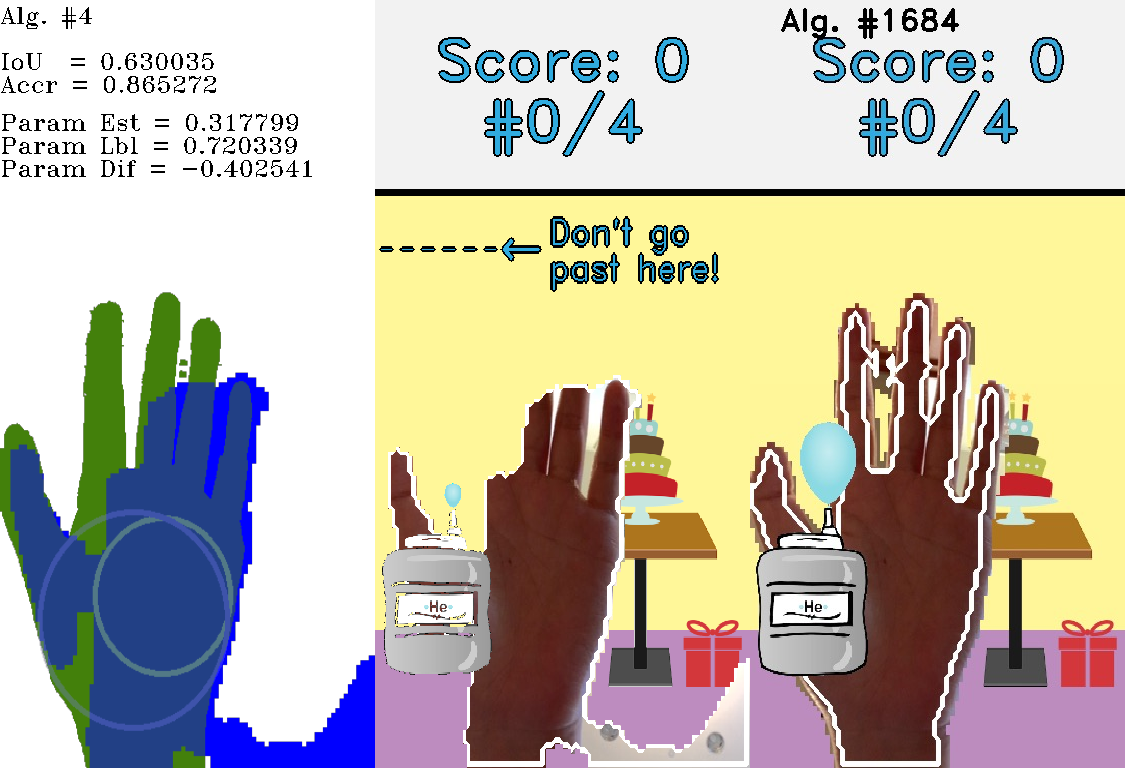 Alg. #4
IoU = 0.630035
Accr = 0.865272
Param Est = 0.317799
Param Lbl = 0.720339
Param Dif = −0.402541
Score: 0
#0/4
Don't go
past here!
He
Alg. #1684
Score: 0
#0/4
He